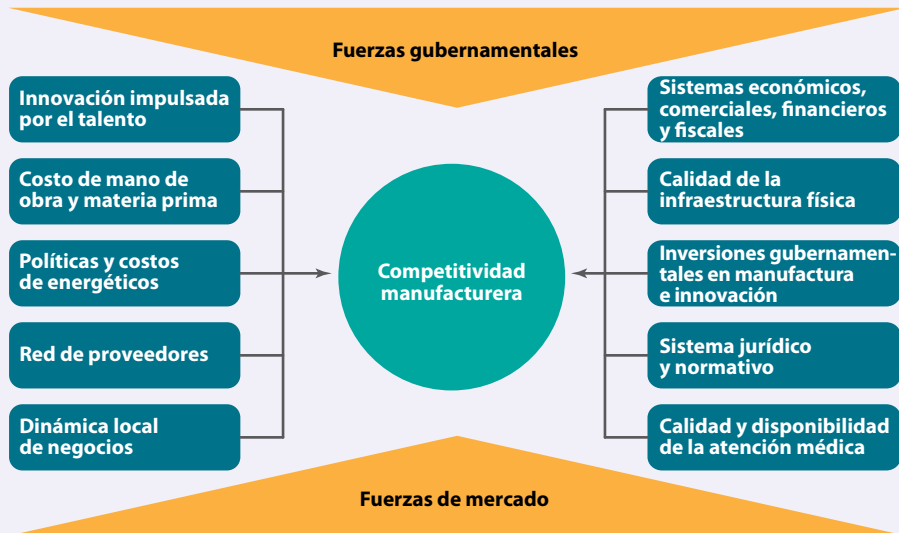 Fuerzas gubernamentales
Innovación impulsada
por el talento
Costo de mano de
obra y materia prima
Políticas y costos
de energéticos
Red de proveedores
Dinámica local
de negocios
Competitividad
manufacturera
Sistemas económicos,
comerciales, financieros
y fiscales
Calidad de la
infraestructura física
Inversiones gubernamen-
tales en manufactura
e innovación
Sistema jurídico
y normativo
Calidad y disponibilidad
de la atención médica
Fuerzas de mercado